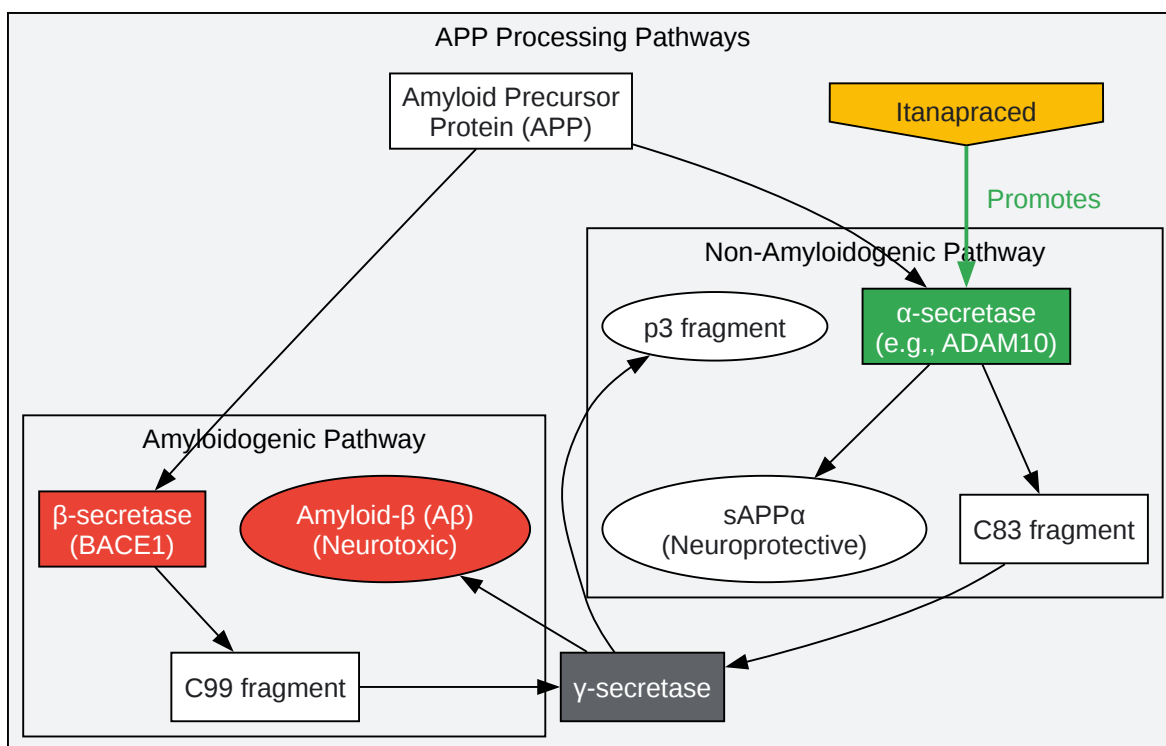 APP Processing Pathways
Amyloid Precursor
Protein (APP)
Itanapraced
Promotes
Non-Amyloidogenic Pathway
p3 fragment
α-secretase
(e.g., ADAM10)
Amyloidogenic Pathway
β-secretase
(BACE1)
Amyloid-β (Aβ)
(Neurotoxic)
sAPPα
(Neuroprotective)
C83 fragment
C99 fragment
γ-secretase